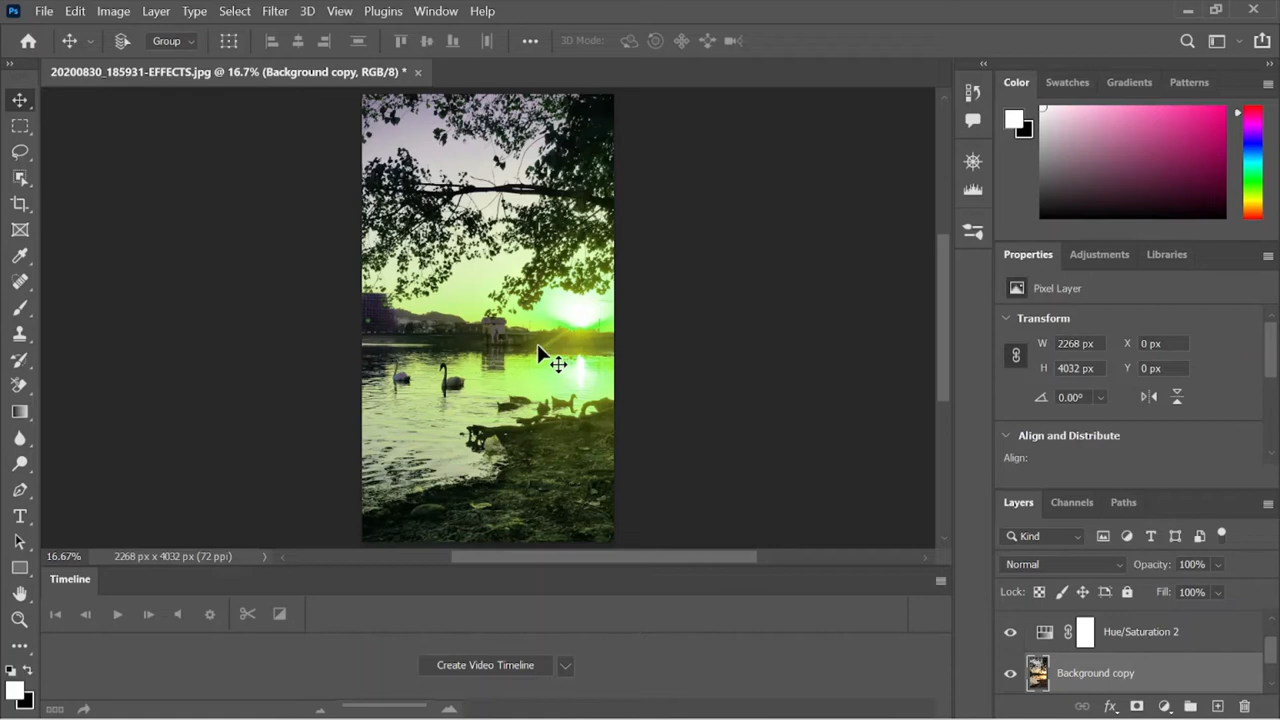 Ps File Edit Image Layer Type Select Filter 3D View Plugins Window Help
Group 3D Mode:
20200830_185931-EFFECTS.jpg @ 16.7% (Background copy, RGB/8) * ×
Color Swatches Gradients Patterns
Properties Adjustments Libraries
Pixel Layer
Transform
W 2268 px X 0 px
H 4032 px Y 0 px
0.00°
Align and Distribute
Align:
Layers Channels Paths
Kind
Normal Opacity: 100%
Lock: Fill: 100%
Hue/Saturation 2
Background copy
16.67% 2268 px x 4032 px (72 ppi)
Timeline
Create Video Timeline